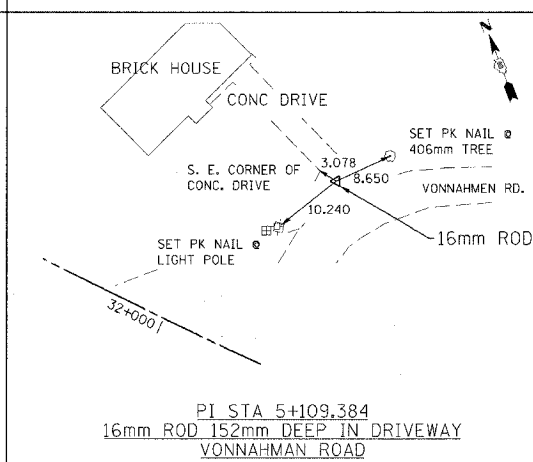 N
BRICK HOUSE
CONC DRIVE
SET PK NAIL @
406mm TREE
3.078
S. E. CORNER OF
CONC. DRIVE
8.650
VONNAHMEN RD.
10.240
16mm ROD
SET PK NAIL @
LIGHT POLE
32+000
PI STA 5+109.384
16mm ROD 152mm DEEP IN DRIVEWAY
VONNAHMAN ROAD